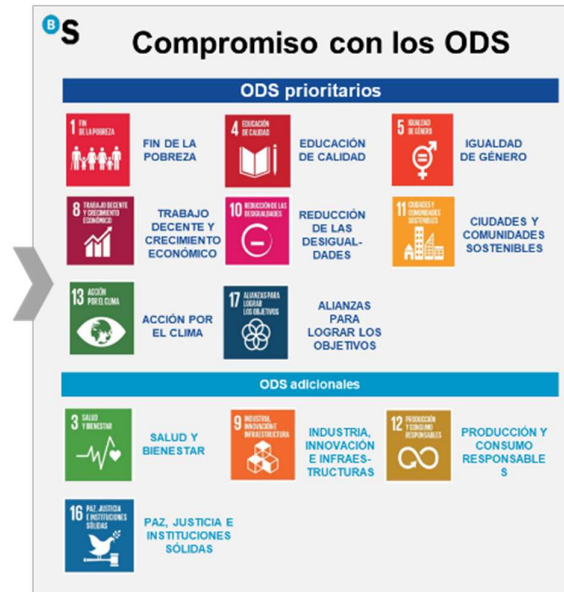 BS
Compromiso con los ODS
ODS prioritarios
1 FIN
DE LA POBREZA
FIN DE LA
POBREZA
4 EDUCACIÓN
DE CALIDAD
EDUCACIÓN
DE CALIDAD
5 IGUALDAD
DE GÉNERO
IGUALDAD
DE GÉNERO
8 TRABAJO DECENTE
Y CRECIMIENTO
ECONÓMICO
TRABAJO
DECENTE Y
CRECIMIENTO
ECONÓMICO
10 REDUCCIÓN DE LAS
DESIGUALDADES
REDUCCIÓN
DE LAS
DESIGUAL-
DADES
11 CIUDADES Y
COMUNIDADES
SOSTENIBLES
CIUDADES Y
COMUNIDADES
SOSTENIBLES
13 ACCIÓN
POR EL CLIMA
ACCIÓN POR
EL CLIMA
17 ALIANZAS PARA
LOGRAR
LOS OBJETIVOS
ALIANZAS
PARA
LOGRAR LOS
OBJETIVOS
ODS adicionales
3 SALUD
Y BIENESTAR
SALUD Y
BIENESTAR
9 INDUSTRIA,
INNOVACIÓN E
INFRAESTRUCTURA
INDUSTRIA,
INNOVACIÓN
E INFRAES-
TRUCTURAS
12 PRODUCCIÓN
Y CONSUMO
RESPONSABLES
PRODUCCIÓN Y
CONSUMO
RESPONSABLE
S
16 PAZ, JUSTICIA
E INSTITUCIONES
SÓLIDAS
PAZ, JUSTICIA E
INSTITUCIONES
SÓLIDAS